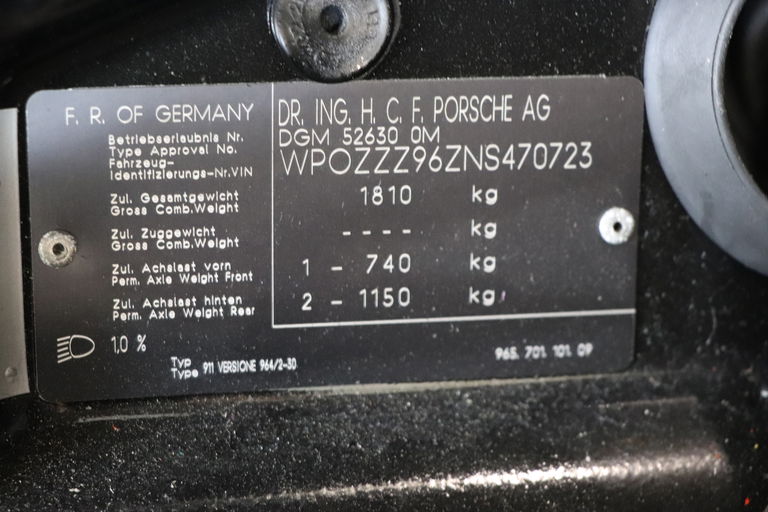 F. R. OF GERMANY
DR. ING. H. C. F. PORSCHE AG
Betriebserlaubnis Nr.
Type Approval No.
DGM 52630 OM
Fahrzeug-
Identifizierungs-Nr.VIN
WPOZZZ96ZNS470723
Zul. Gesamtgewicht
Gross Comb.Weight
1810 kg
Zul. Zuggewicht
Gross Comb.Weight
---- kg
Zul. Achslast vorn
Perm. Axle Weight Front
1 - 740 kg
Zul. Achslast hinten
Perm. Axle Weight Rear
2 - 1150 kg
1,0 %
Typ
Type 911 VERSIONE 964/2-30
965. 701. 101. 09